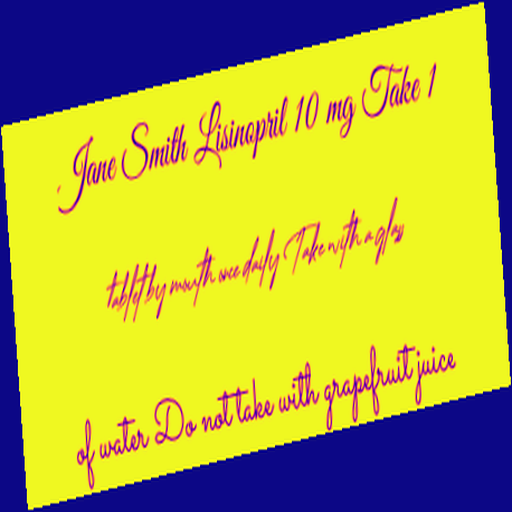 Jane Smith Lisinopril 10 mg Take 1
tablet by mouth once daily Take with a glass
of water Do not take with grapefruit juice